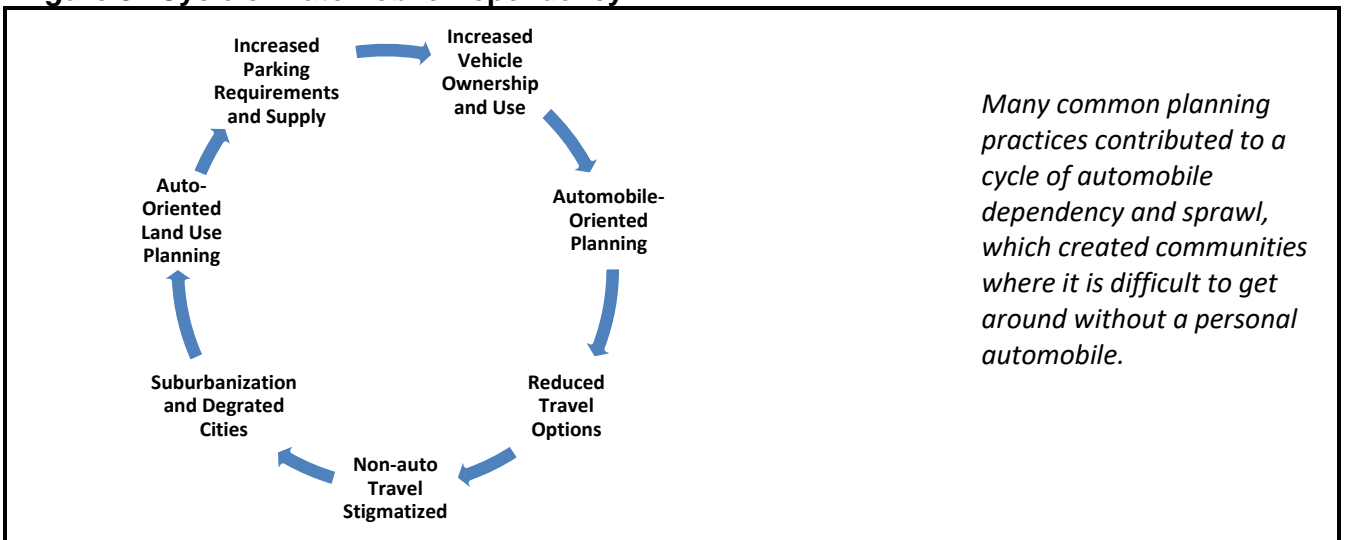 Increased
Parking
Requirements
and Supply
Increased
Vehicle
Ownership
and Use
Automobile-
Oriented
Planning
Reduced
Travel
Options
Non-auto
Travel
Stigmatized
Suburbanization
and Degrated
Cities
Auto-
Oriented
Land Use
Planning
Many common planning
practices contributed to a
cycle of automobile
dependency and sprawl,
which created communities
where it is difficult to get
around without a personal
automobile.